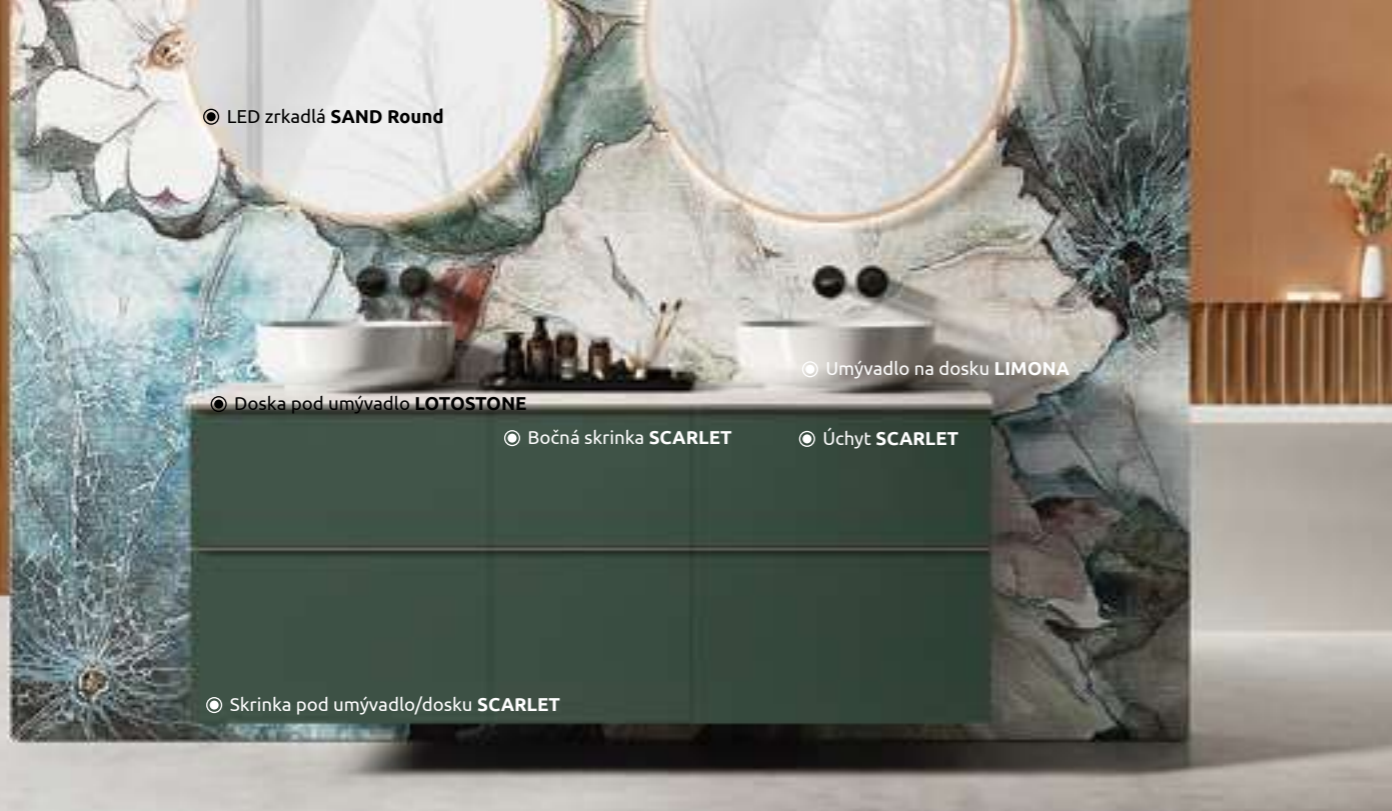 LED zrkadlá SAND Round
Umývadlo na dosku LIMONA
Doska pod umývadlo LOTOSTONE
Bočná skrinka SCARLET
Úchyt SCARLET
Skrinka pod umývadlo/dosku SCARLET